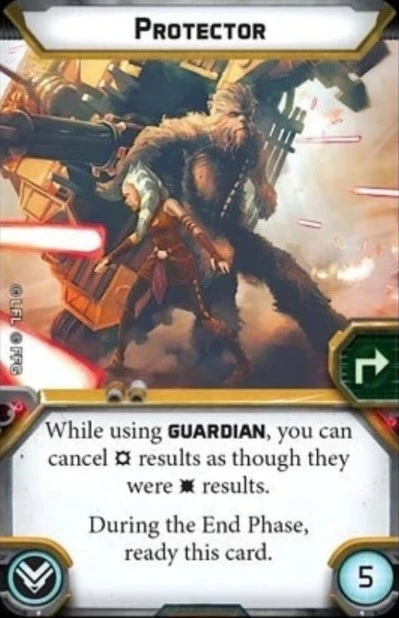 PROTECTOR
© LFL © FFG
While using GUARDIAN, you can
cancel results as though they
were results.
During the End Phase,
ready this card.
5